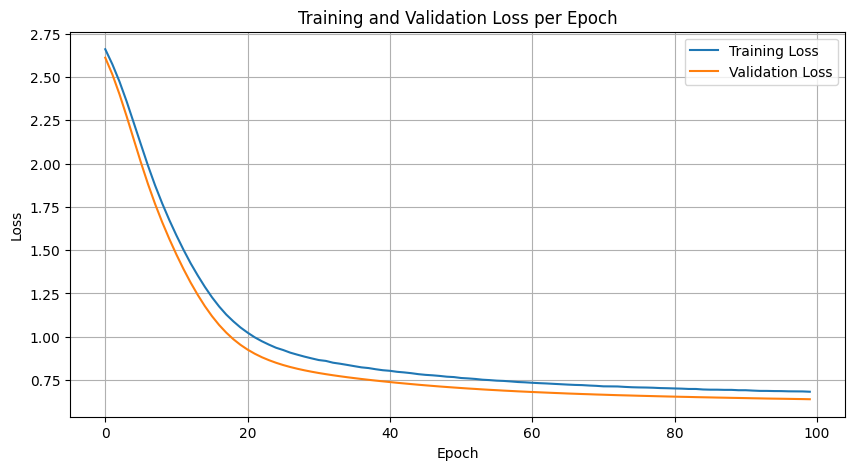 Training and Validation Loss per Epoch
2.75
2.50
2.25
2.00
1.75
1.50
1.25
1.00
0.75
Loss
Training Loss
Validation Loss
0 20 40 60 80 100
Epoch